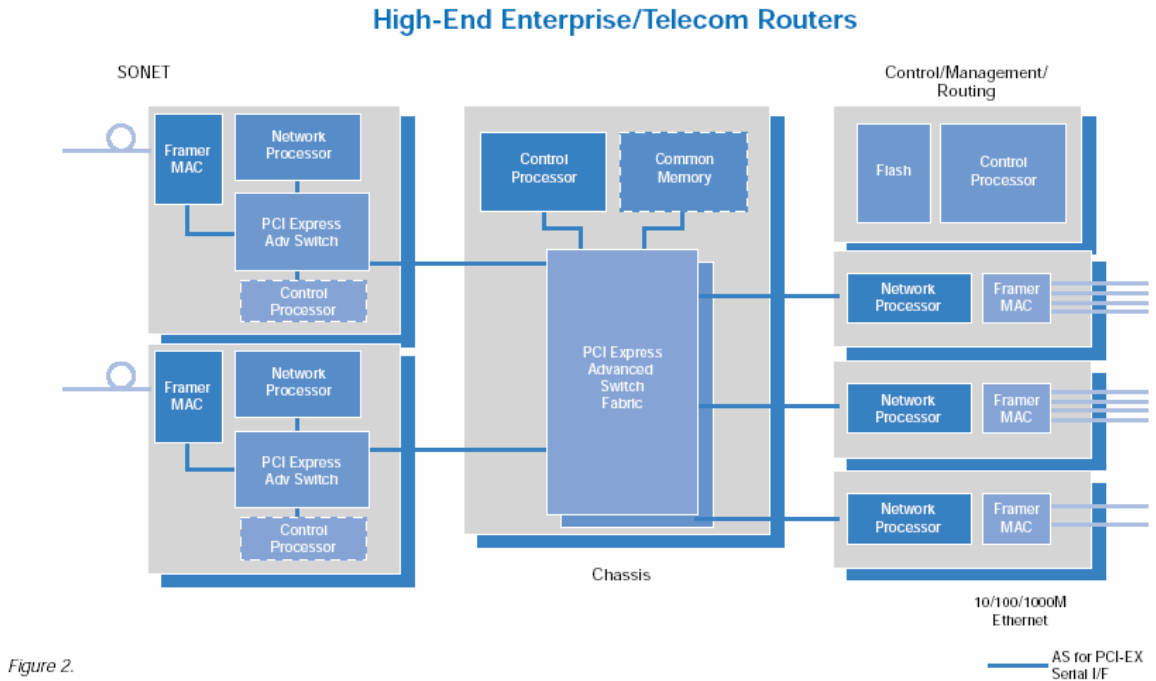 High-End Enterprise/Telecom Routers
SONET
Framer
MAC
Network
Processor
PCI Express
Adv Switch
Control
Processor
Framer
MAC
Network
Processor
PCI Express
Adv Switch
Control
Processor
Control
Processor
Common
Memory
PCI Express
Advanced
Switch
Fabric
Chassis
Control/Management/
Routing
Flash
Control
Processor
Network
Processor
Framer
MAC
Network
Processor
Framer
MAC
Network
Processor
Framer
MAC
10/100/1000M
Ethernet
Figure 2.
AS for PCI-EX
Serial I/F